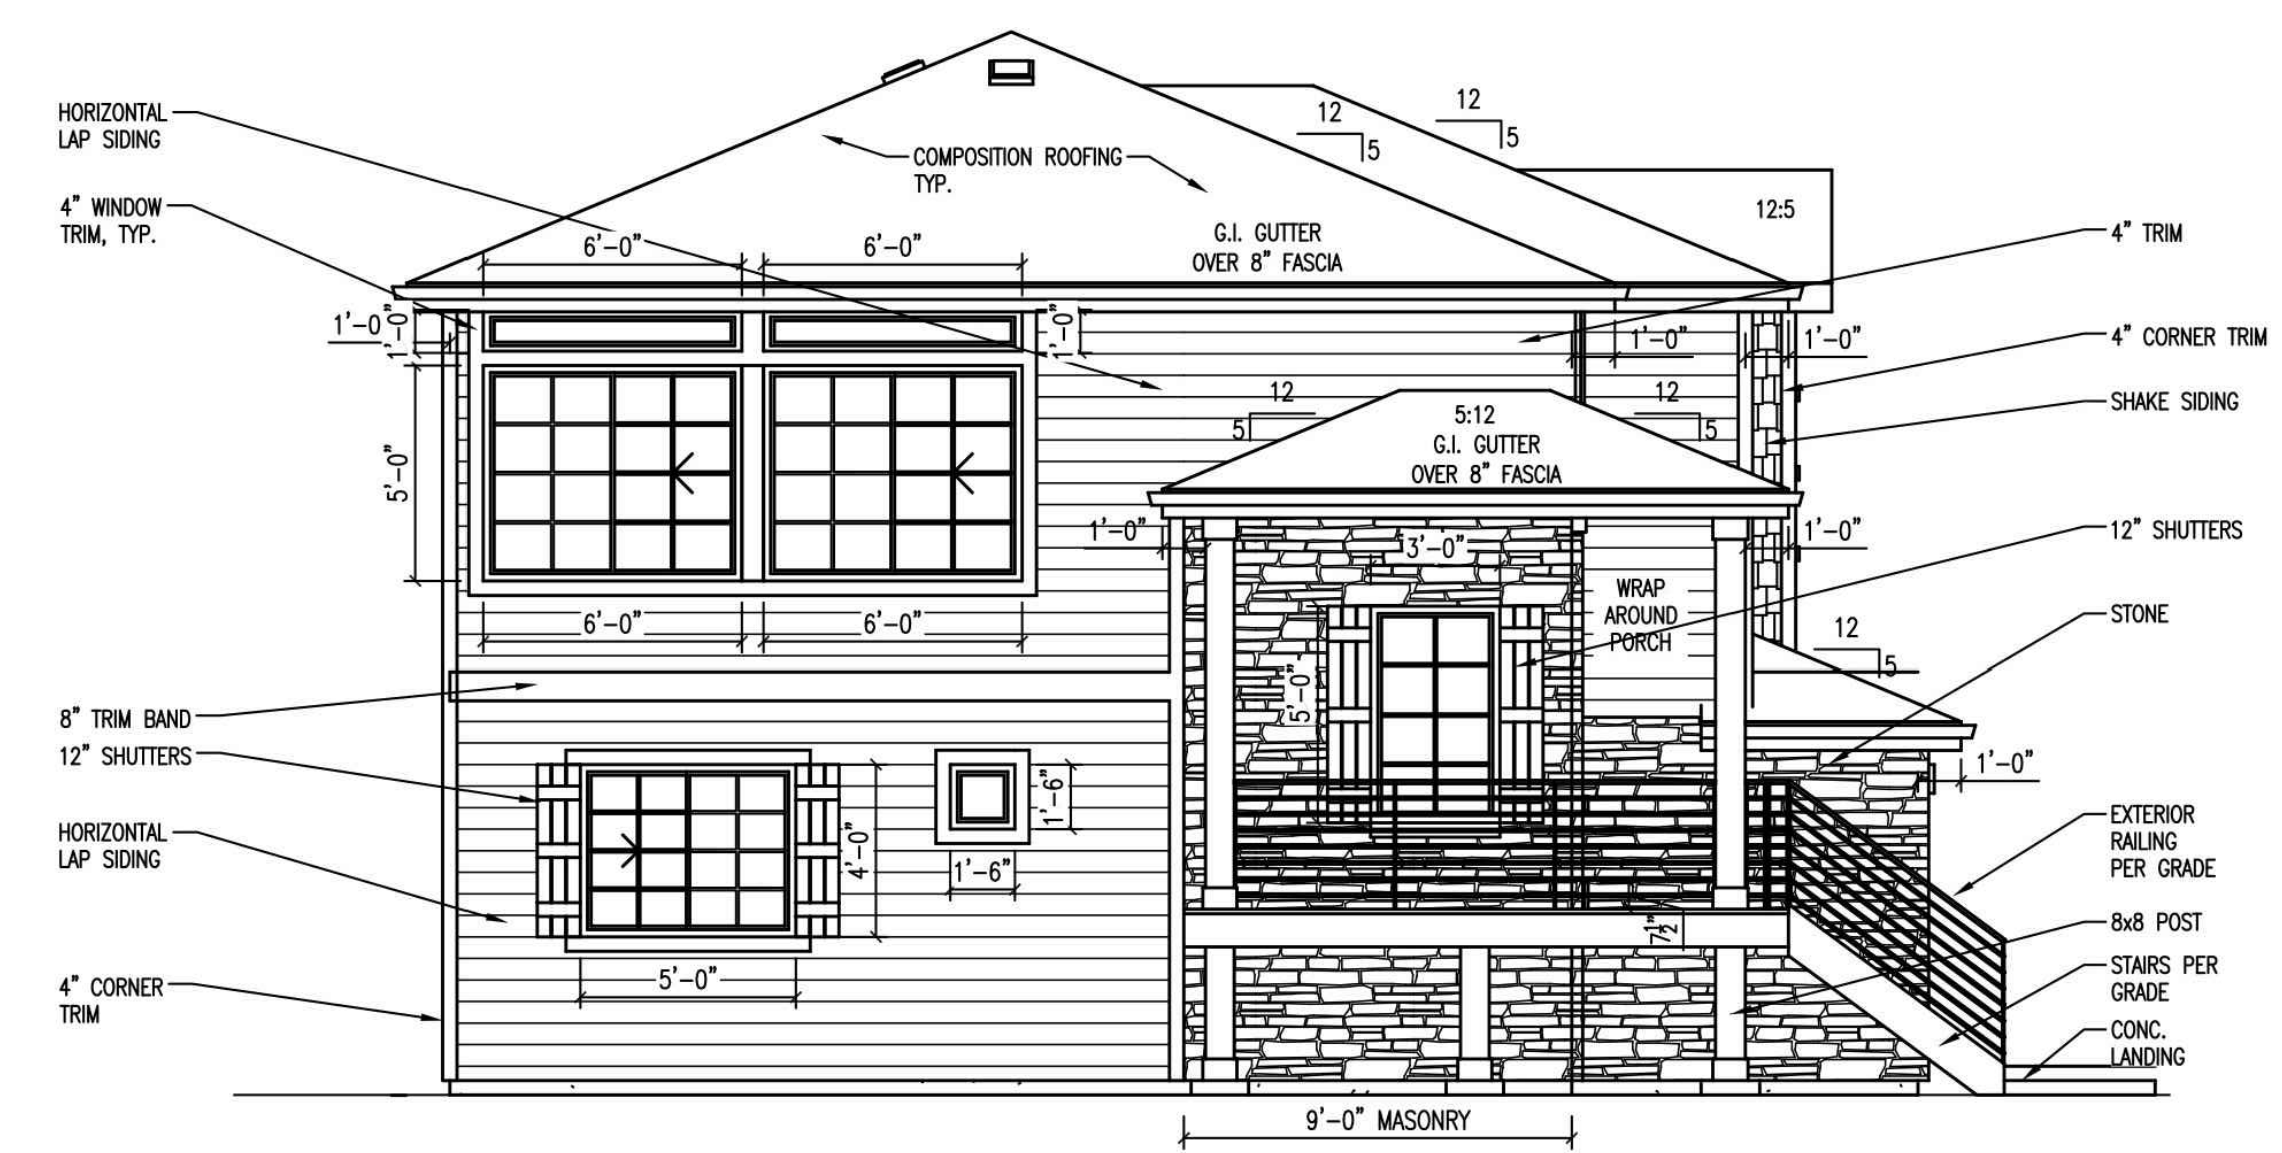 HORIZONTAL
LAP SIDING
4" WINDOW
TRIM, TYP.
8" TRIM BAND
12" SHUTTERS
HORIZONTAL
LAP SIDING
4" CORNER
TRIM
COMPOSITION ROOFING
TYP.
12
5
12
5
12:5
G.I. GUTTER
OVER 8" FASCIA
6'-0"
6'-0"
1'-0
1'-0"
1'-0"
1'-0"
1'-0"
5'-0"
12
5
12
5
5:12
G.I. GUTTER
OVER 8" FASCIA
1'-0"
3'-0"
1'-0"
WRAP
AROUND
PORCH
6'-0"
6'-0"
5'-0"
12
5
1'-0"
4'-0"
1'-6"
1'-6"
5'-0"
7 1/2"
9'-0" MASONRY
4" TRIM
4" CORNER TRIM
SHAKE SIDING
12" SHUTTERS
STONE
EXTERIOR
RAILING
PER GRADE
8x8 POST
STAIRS PER
GRADE
CONC.
LANDING